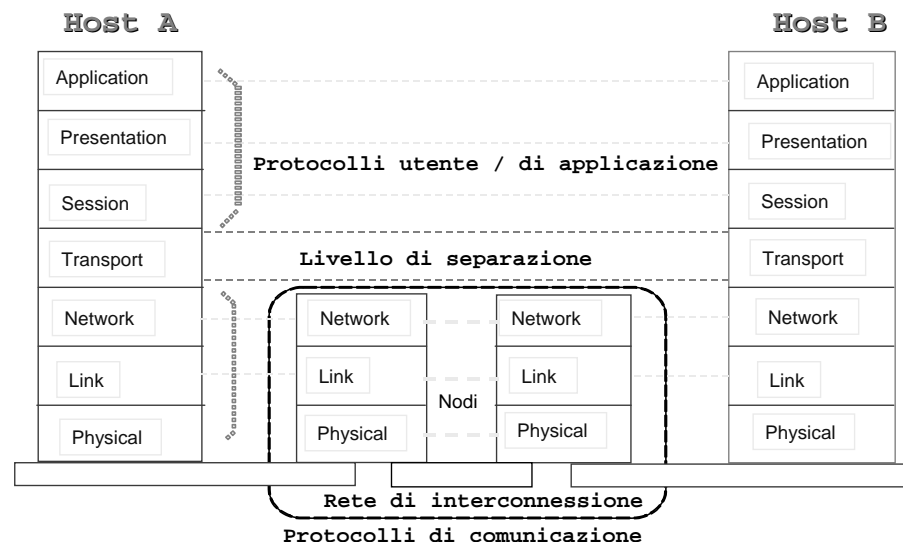 Host A
Host B
Application
Application
Presentation
Presentation
Protocolli utente / di applicazione
Session
Session
Transport
Livello di separazione
Transport
Network
Network
Network
Network
Link
Link
Link
Link
Nodi
Physical
Physical
Physical
Physical
Rete di interconnessione
Protocolli di comunicazione